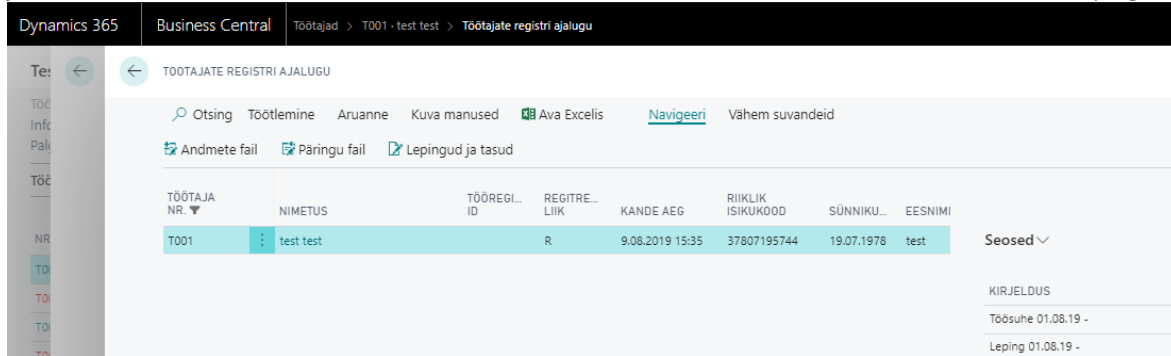 Dynamics 365 Business Central Töötajad > T001 · test test > Töötajate registri ajalugu
TÖÖTAJATE REGISTRI AJALUGU
Otsing Töötlemine Aruanne Kuva manused Ava Excelis Navigeeri Vähem suvandeid
Andmete fail Päringu fail Lepingud ja tasud
TÖÖTAJA NR. NIMETUS TÖÖREGI... ID REGITRE... LIIK KANDE AEG RIIKLIK ISIKUKOOD SÜNNIKU... EESNIMI
T001 test test R 9.08.2019 15:35 37807195744 19.07.1978 test
Seosed
KIRJELDUS
Töösuhe 01.08.19 -
Leping 01.08.19 -